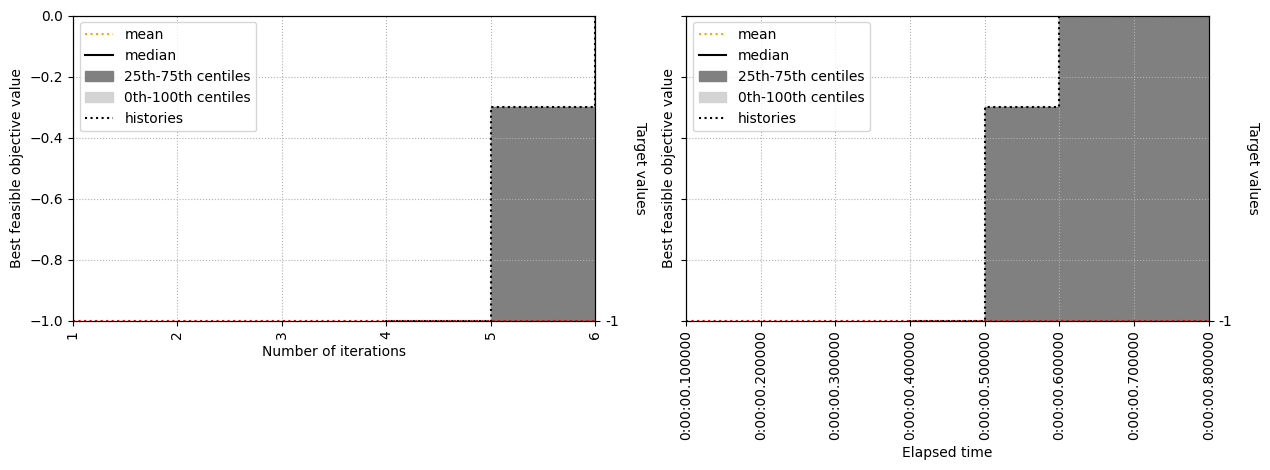 0.0
−0.2
−0.4
−0.6
−0.8
−1.0
Best feasible objective value
mean
median
25th-75th centiles
0th-100th centiles
histories
1
2
3
4
5
6
Number of iterations
-1
Target values
Best feasible objective value
mean
median
25th-75th centiles
0th-100th centiles
histories
0:00:00.100000
0:00:00.200000
0:00:00.300000
0:00:00.400000
0:00:00.500000
0:00:00.600000
0:00:00.700000
0:00:00.800000
Elapsed time
-1
Target values